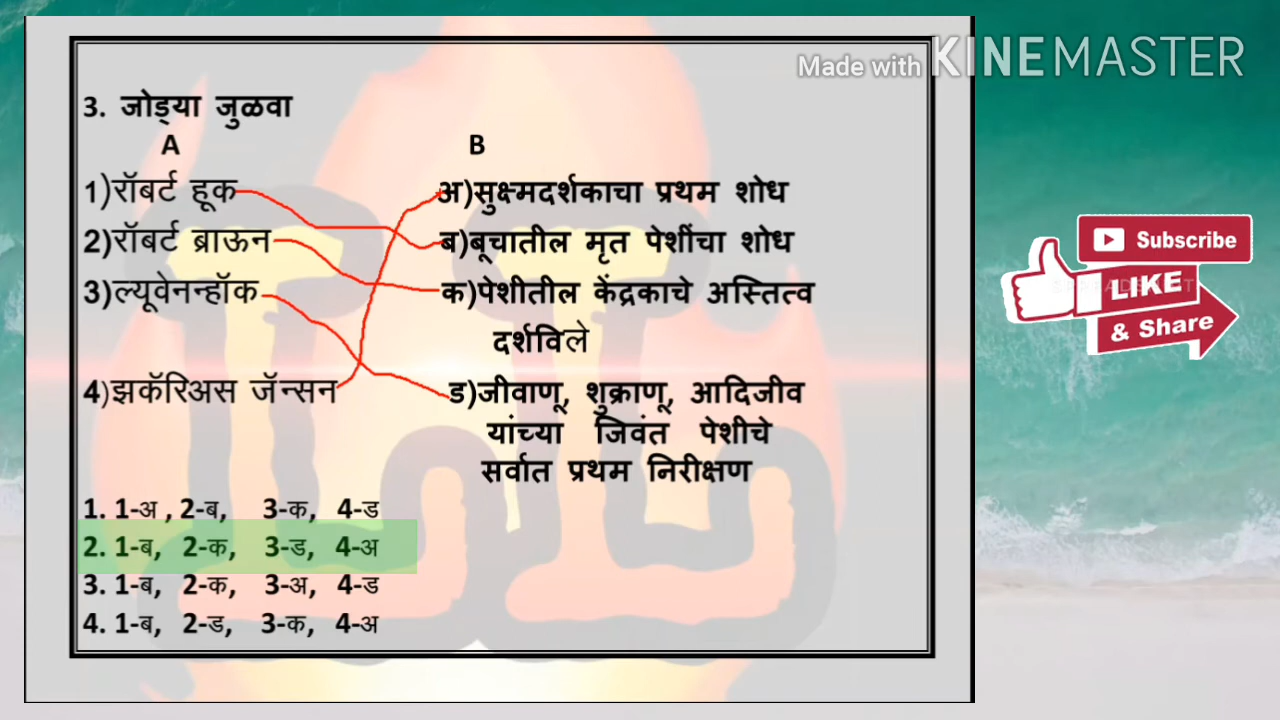 Made with KINEMASTER
3. जोड्या जुळवा
A B
1)रॉबर्ट हूक अ)सुक्ष्मदर्शकाचा प्रथम शोध
2)रॉबर्ट ब्राऊन ब)बूचातील मृत पेशींचा शोध
3)ल्यूवेनन्हॉक क)पेशीतील केंद्रकाचे अस्तित्व
दर्शविले
4)झकॅरिअस जॅन्सन ड)जीवाणू, शुक्राणू, आदिजीव
यांच्या जिवंत पेशीचे
सर्वात प्रथम निरीक्षण
1. 1-अ , 2-ब, 3-क, 4-ड
2. 1-ब, 2-क, 3-ड, 4-अ
3. 1-ब, 2-क, 3-अ, 4-ड
4. 1-ब, 2-ड, 3-क, 4-अ
Subscribe
LIKE
& Share